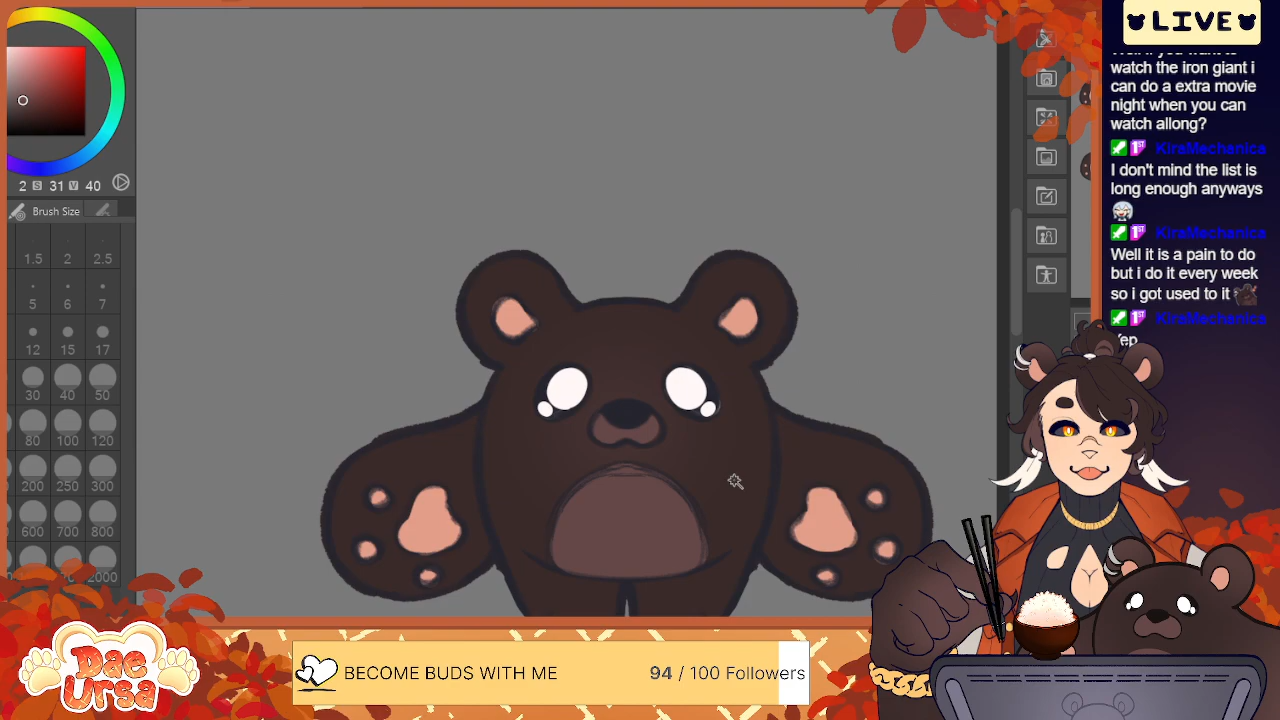 LIVE
watch the iron giant i
can do a extra movie
night when you can
watch allong?
KiraMechanica
I don't mind the list is
long enough anyways
KiraMechanica
Well it is a pain to do
but i do it every week
so i got used to it
KiraMechanica
Yep
2 S 31 V 40
Brush Size
1.5 2 2.5
5 6 7
12 15 17
30 40 50
80 100 120
200 250 300
600 700 800
2000
Dae
Ursa
BECOME BUDS WITH ME
94 / 100 Followers